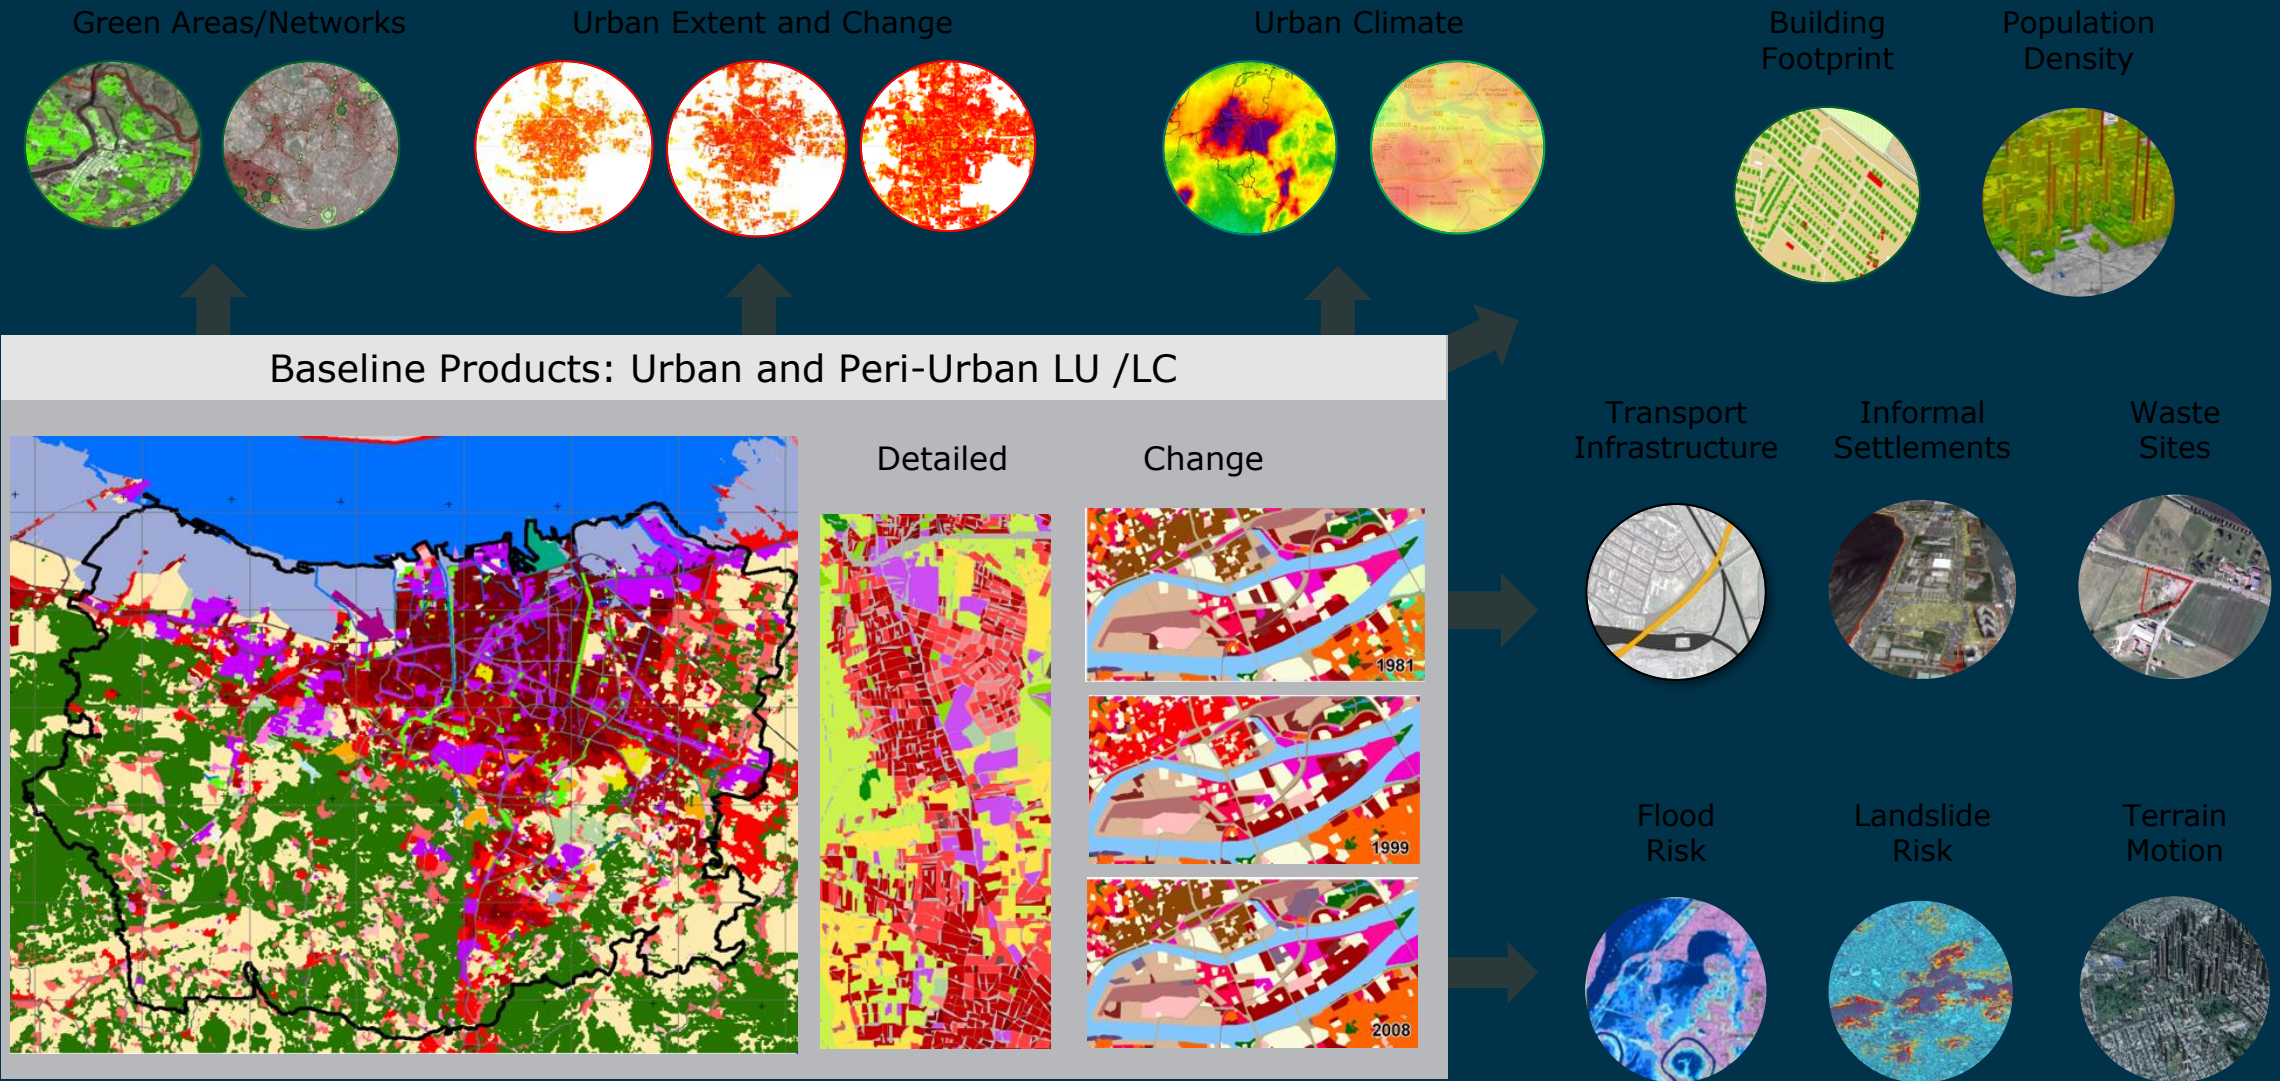 Green Areas/Networks
Urban Extent and Change
Urban Climate
Building
Footprint
Population
Density
Baseline Products: Urban and Peri-Urban LU /LC
Detailed
Change
1981
1999
2008
Transport
Infrastructure
Informal
Settlements
Waste
Sites
Flood
Risk
Landslide
Risk
Terrain
Motion